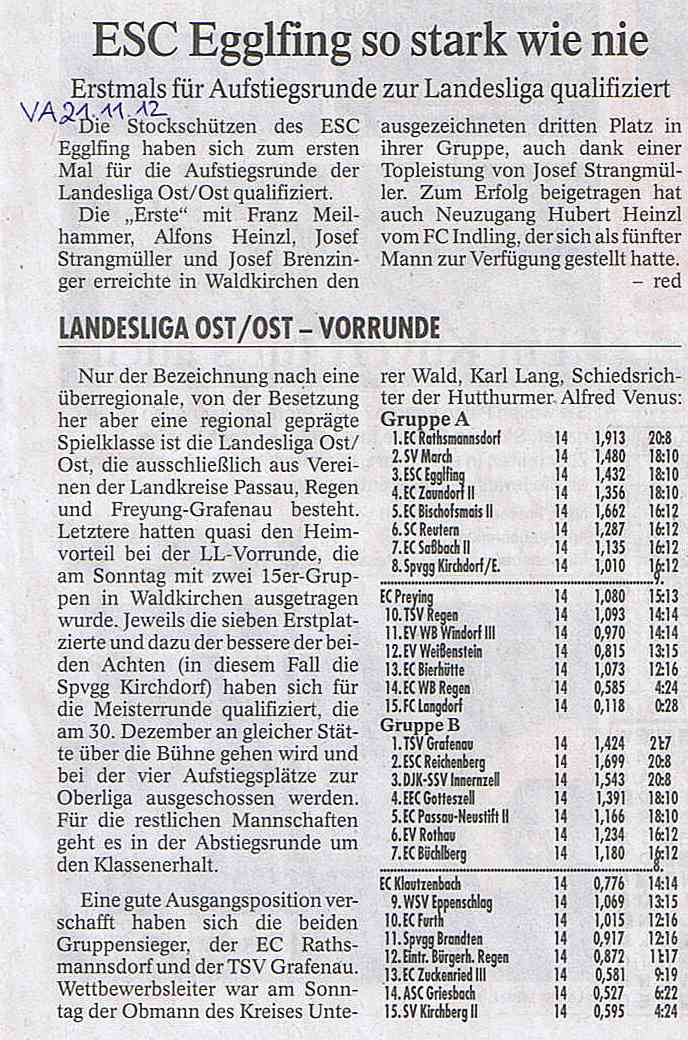 ESC Egglfing so stark wie nie
Erstmals für Aufstiegsrunde zur Landesliga qualifiziert
VA 21.11.12
Die Stockschützen des ESC
Egglfing haben sich zum ersten
Mal für die Aufstiegsrunde der
Landesliga Ost/Ost qualifiziert.
Die „Erste“ mit Franz Meil-
hammer, Alfons Heinzl, Josef
Strangmüller und Josef Brenzin-
ger erreichte in Waldkirchen den
ausgezeichneten dritten Platz in
ihrer Gruppe, auch dank einer
Topleistung von Josef Strangmül-
ler. Zum Erfolg beigetragen hat
auch Neuzugang Hubert Heinzl
vom FC Indling, der sich als fünfter
Mann zur Verfügung gestellt hatte.
– red
LANDESLIGA OST/OST – VORRUNDE
Nur der Bezeichnung nach eine
überregionale, von der Besetzung
her aber eine regional geprägte
Spielklasse ist die Landesliga Ost/
Ost, die ausschließlich aus Verei-
nen der Landkreise Passau, Regen
und Freyung-Grafenau besteht.
Letztere hatten quasi den Heim-
vorteil bei der LL-Vorrunde, die
am Sonntag mit zwei 15er-Grup-
pen in Waldkirchen ausgetragen
wurde. Jeweils die sieben Erstplat-
zierte und dazu der bessere der bei-
den Achten (in diesem Fall die
Spvgg Kirchdorf) haben sich für
die Meisterrunde qualifiziert, die
am 30. Dezember an gleicher Stät-
te über die Bühne gehen wird und
bei der vier Aufstiegsplätze zur
Oberliga ausgeschossen werden.
Für die restlichen Mannschaften
geht es in der Abstiegsrunde um
den Klassenerhalt.
Eine gute Ausgangsposition ver-
schafft haben sich die beiden
Gruppensieger, der EC Raths-
mannsdorf und der TSV Grafenau.
Wettbewerbsleiter war am Sonn-
tag der Obmann des Kreises Unte-
rer Wald, Karl Lang, Schiedsrich-
ter der Hutthurmer Alfred Venus:
Gruppe A
1. EC Rathsmannsdorf 14 1,913 20:8
2. SV March 14 1,480 18:10
3. ESC Egglfing 14 1,432 18:10
4. EC Zaundorf II 14 1,356 18:10
5. EC Bischofsmais II 14 1,662 16:12
6. SC Reutern 14 1,287 16:12
7. EC Saßbach II 14 1,135 16:12
8. Spvgg Kirchdorf/E. 14 1,010 16:12
9.
EC Preying 14 1,080 15:13
10. TSV Regen 14 1,093 14:14
11. EV WB Windorf III 14 0,970 14:14
12. EV Weißenstein 14 0,815 13:15
13. EC Bierhütte 14 1,073 12:16
14. EC WB Regen 14 0,585 4:24
15. FC Langdorf 14 0,118 0:28
Gruppe B
1. TSV Grafenau 14 1,424 21:7
2. ESC Reichenberg 14 1,699 20:8
3. DJK-SSV Innernzell 14 1,543 20:8
4. EEC Gotteszell 14 1,391 18:10
5. EC Passau-Neustift II 14 1,166 18:10
6. EV Rothau 14 1,234 16:12
7. EC Büchlberg 14 1,180 16:12
8.
EC Klautzenbach 14 0,776 14:14
9. WSV Eppenschlag 14 1,069 13:15
10. EC Furth 14 1,015 12:16
11. Spvgg Brandten 14 0,917 12:16
12. Eintr. Bürgerh. Regen 14 0,872 11:17
13. EC Zuckenried III 14 0,581 9:19
14. ASC Griesbach 14 0,527 6:22
15. SV Kirchberg II 14 0,595 4:24